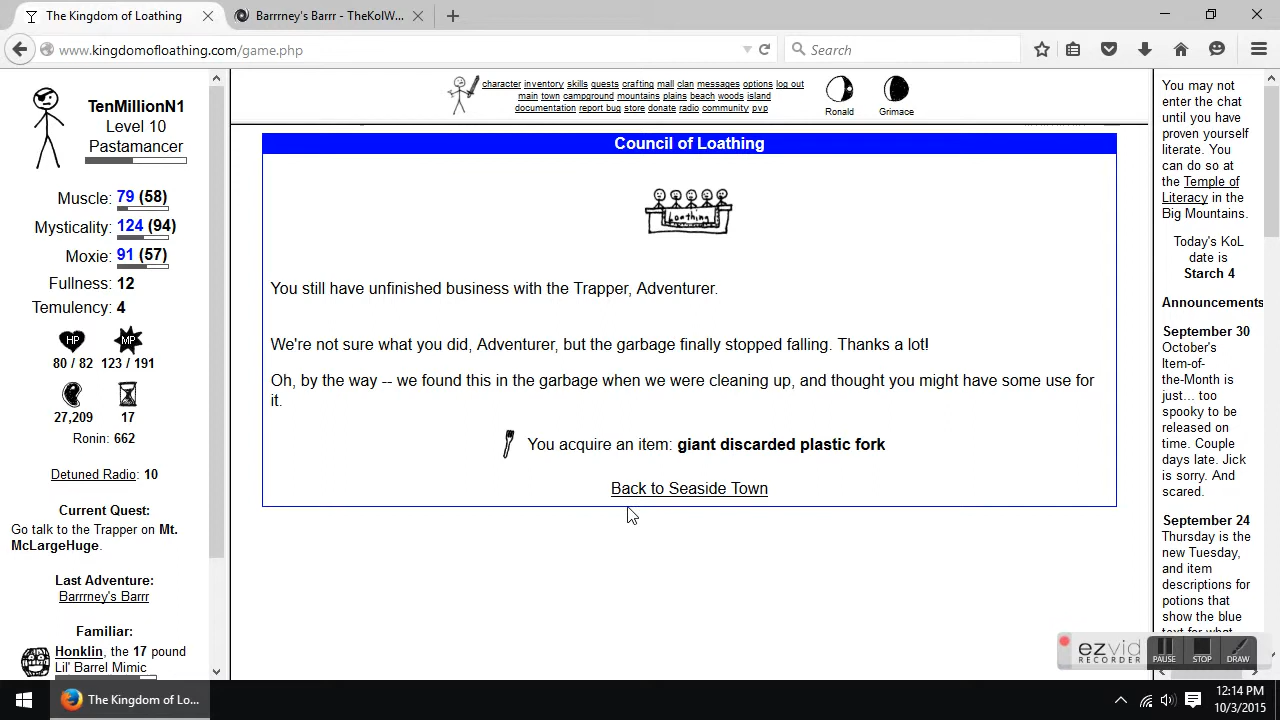 The Kingdom of Loathing
Barrrney's Barrr - TheKolW...
www.kingdomofloathing.com/game.php
Search
TenMillionN1
Level 10
Pastamancer
Muscle: 79 (58)
Mysticality: 124 (94)
Moxie: 91 (57)
Fullness: 12
Temulency: 4
HP
MP
80 / 82 123 / 191
27,209 17
Ronin: 662
Detuned Radio: 10
Current Quest:
Go talk to the Trapper on Mt.
McLargeHuge.
Last Adventure:
Barrrney's Barrr
Familiar:
Honklin, the 17 pound
Lil' Barrel Mimic
character inventory skills quests crafting mall clan messages options log out
main town campground mountains plains beach woods island
documentation report bug store donate radio community pvp
Ronald
Grimace
Council of Loathing
Loathing
You still have unfinished business with the Trapper, Adventurer.
We're not sure what you did, Adventurer, but the garbage finally stopped falling. Thanks a lot!
Oh, by the way -- we found this in the garbage when we were cleaning up, and thought you might have some use for
it.
You acquire an item: giant discarded plastic fork
Back to Seaside Town
You may not
enter the chat
until you have
proven yourself
literate. You
can do so at
the Temple of
Literacy in the
Big Mountains.
Today's KoL
date is
Starch 4
Announcements
September 30
October's
Item-of-
the-Month is
just... too
spooky to be
released on
time. Couple
days late. Jick
is sorry. And
scared.
September 24
Thursday is the
new Tuesday,
and item
descriptions for
potions that
show the blue
text for what
ezvid
RECORDER
PAUSE
STOP
DRAW
The Kingdom of Lo...
12:14 PM
10/3/2015